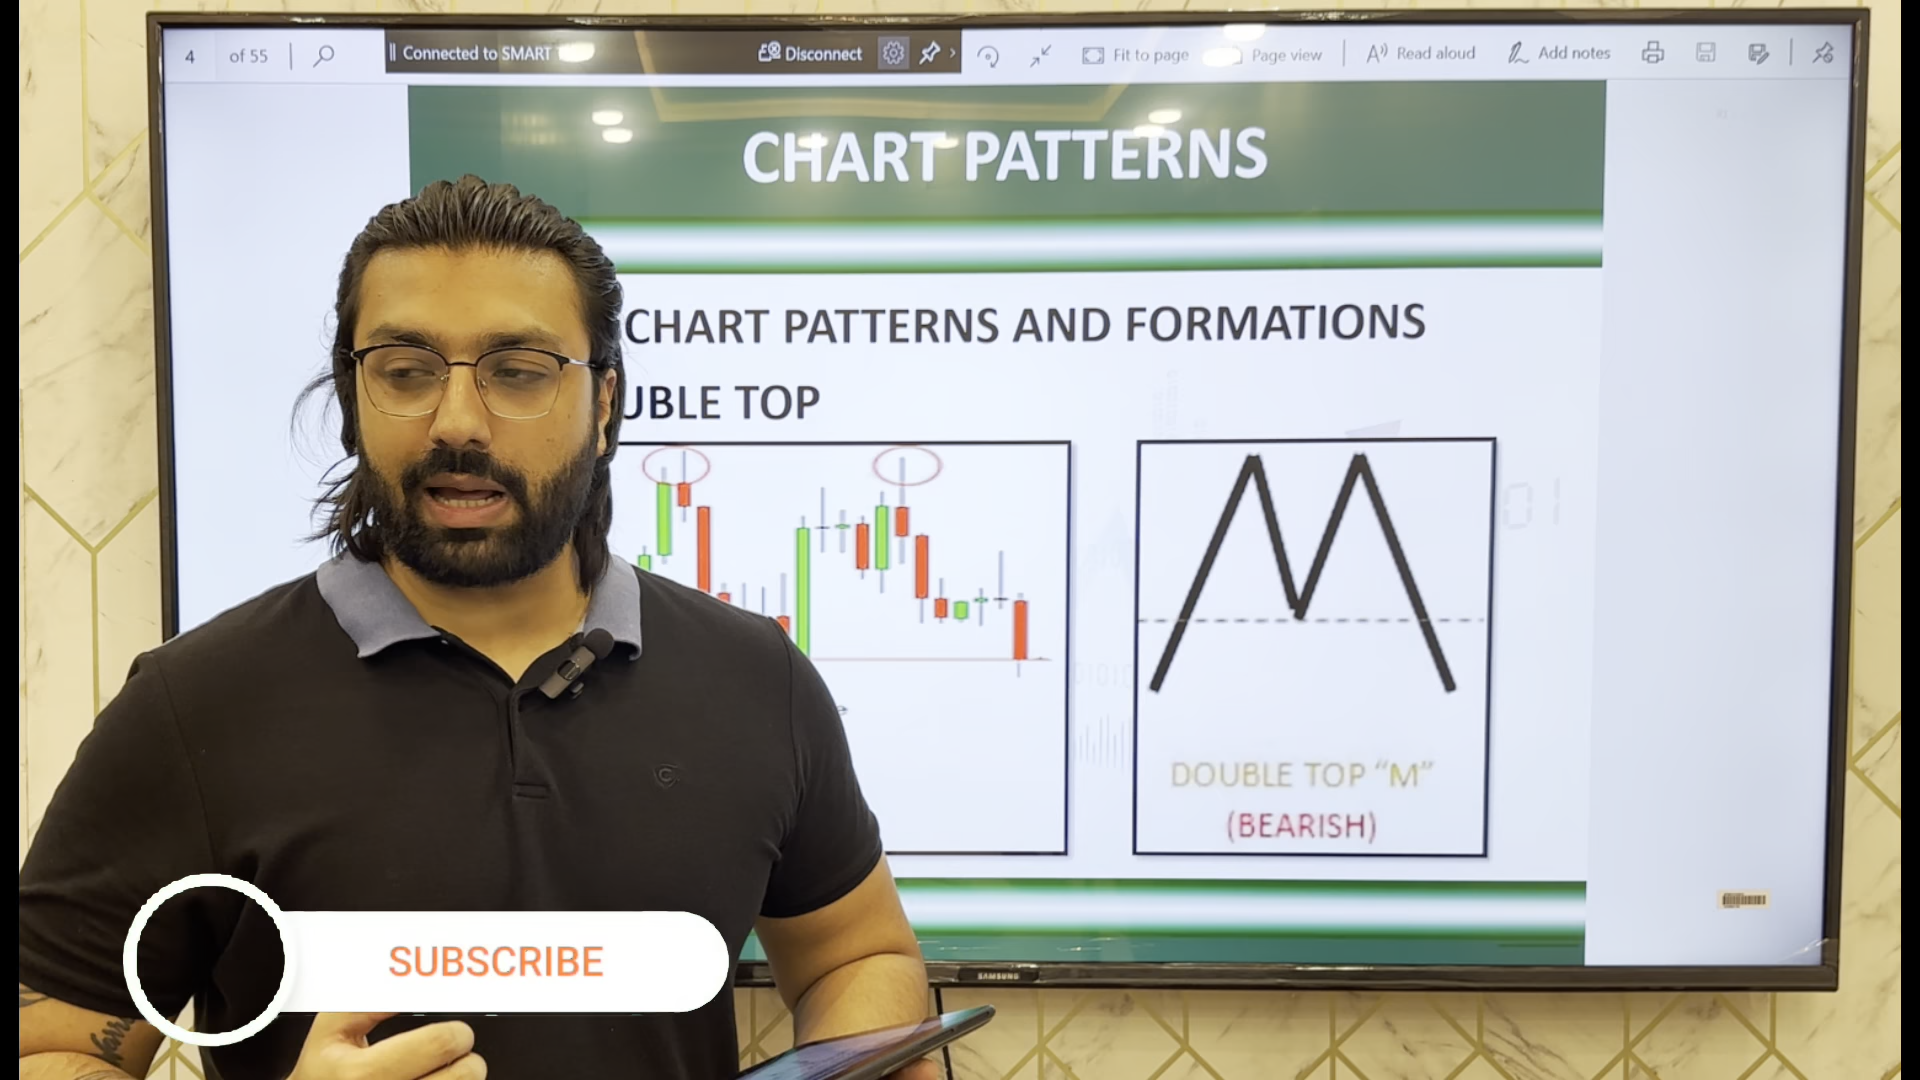 4 of 55
Connected to SMART
Disconnect
Fit to page
Page view
Read aloud
Add notes
CHART PATTERNS
CHART PATTERNS AND FORMATIONS
UBLE TOP
DOUBLE TOP “M”
(BEARISH)
SUBSCRIBE
SAMSUNG